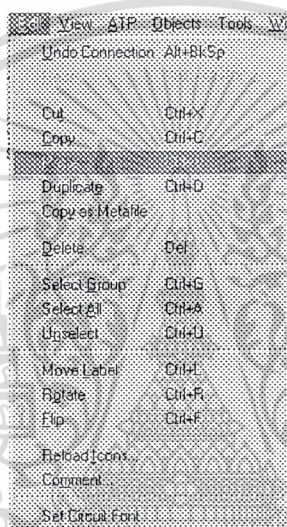 Edit View ATP Objects Tools
Undo Connection Alt+BkSp
Cut Ctrl+X
Copy Ctrl+C
Duplicate Ctrl+D
Copy as Metafile
Delete Del
Select Group Ctrl+G
Select All Ctrl+A
Unselect Ctrl+U
Move Label Ctrl+L
Rotate Ctrl+R
Flip Ctrl+F
Reload Icons...
Comment...
Set Circuit Font